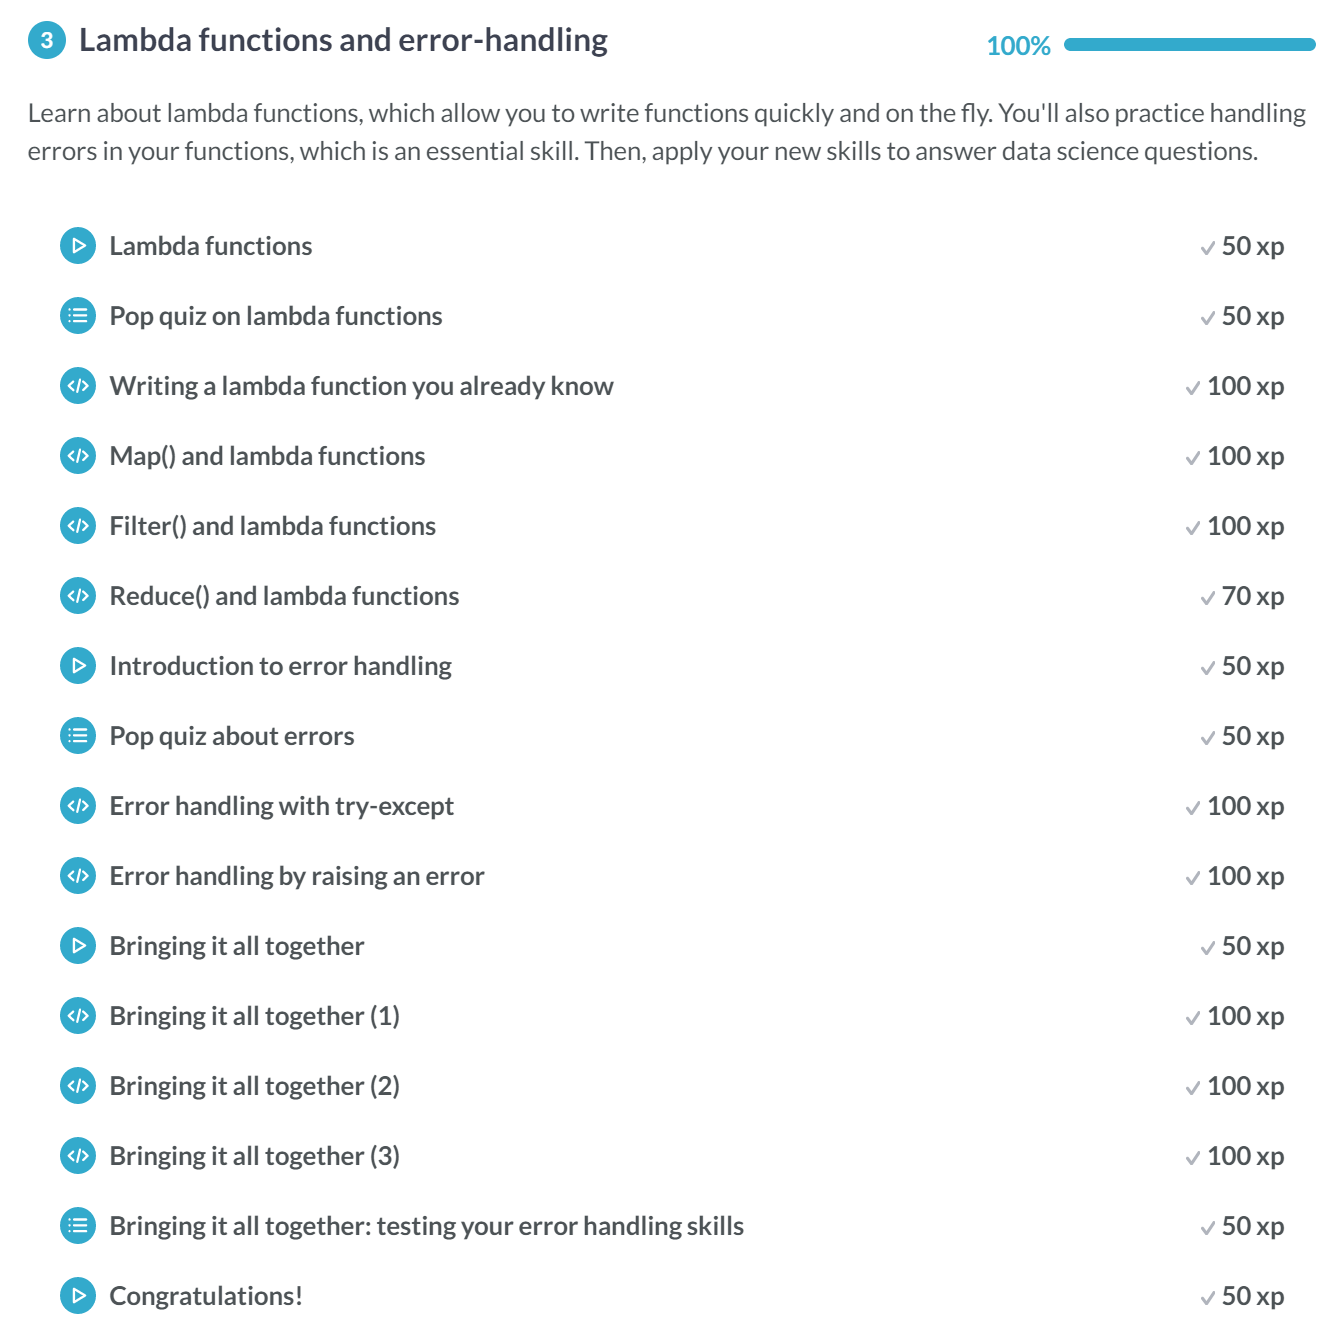 3 Lambda functions and error-handling 100%
Learn about lambda functions, which allow you to write functions quickly and on the fly. You'll also practice handling
errors in your functions, which is an essential skill. Then, apply your new skills to answer data science questions.
Lambda functions 50 xp
Pop quiz on lambda functions 50 xp
Writing a lambda function you already know 100 xp
Map() and lambda functions 100 xp
Filter() and lambda functions 100 xp
Reduce() and lambda functions 70 xp
Introduction to error handling 50 xp
Pop quiz about errors 50 xp
Error handling with try-except 100 xp
Error handling by raising an error 100 xp
Bringing it all together 50 xp
Bringing it all together (1) 100 xp
Bringing it all together (2) 100 xp
Bringing it all together (3) 100 xp
Bringing it all together: testing your error handling skills 50 xp
Congratulations! 50 xp